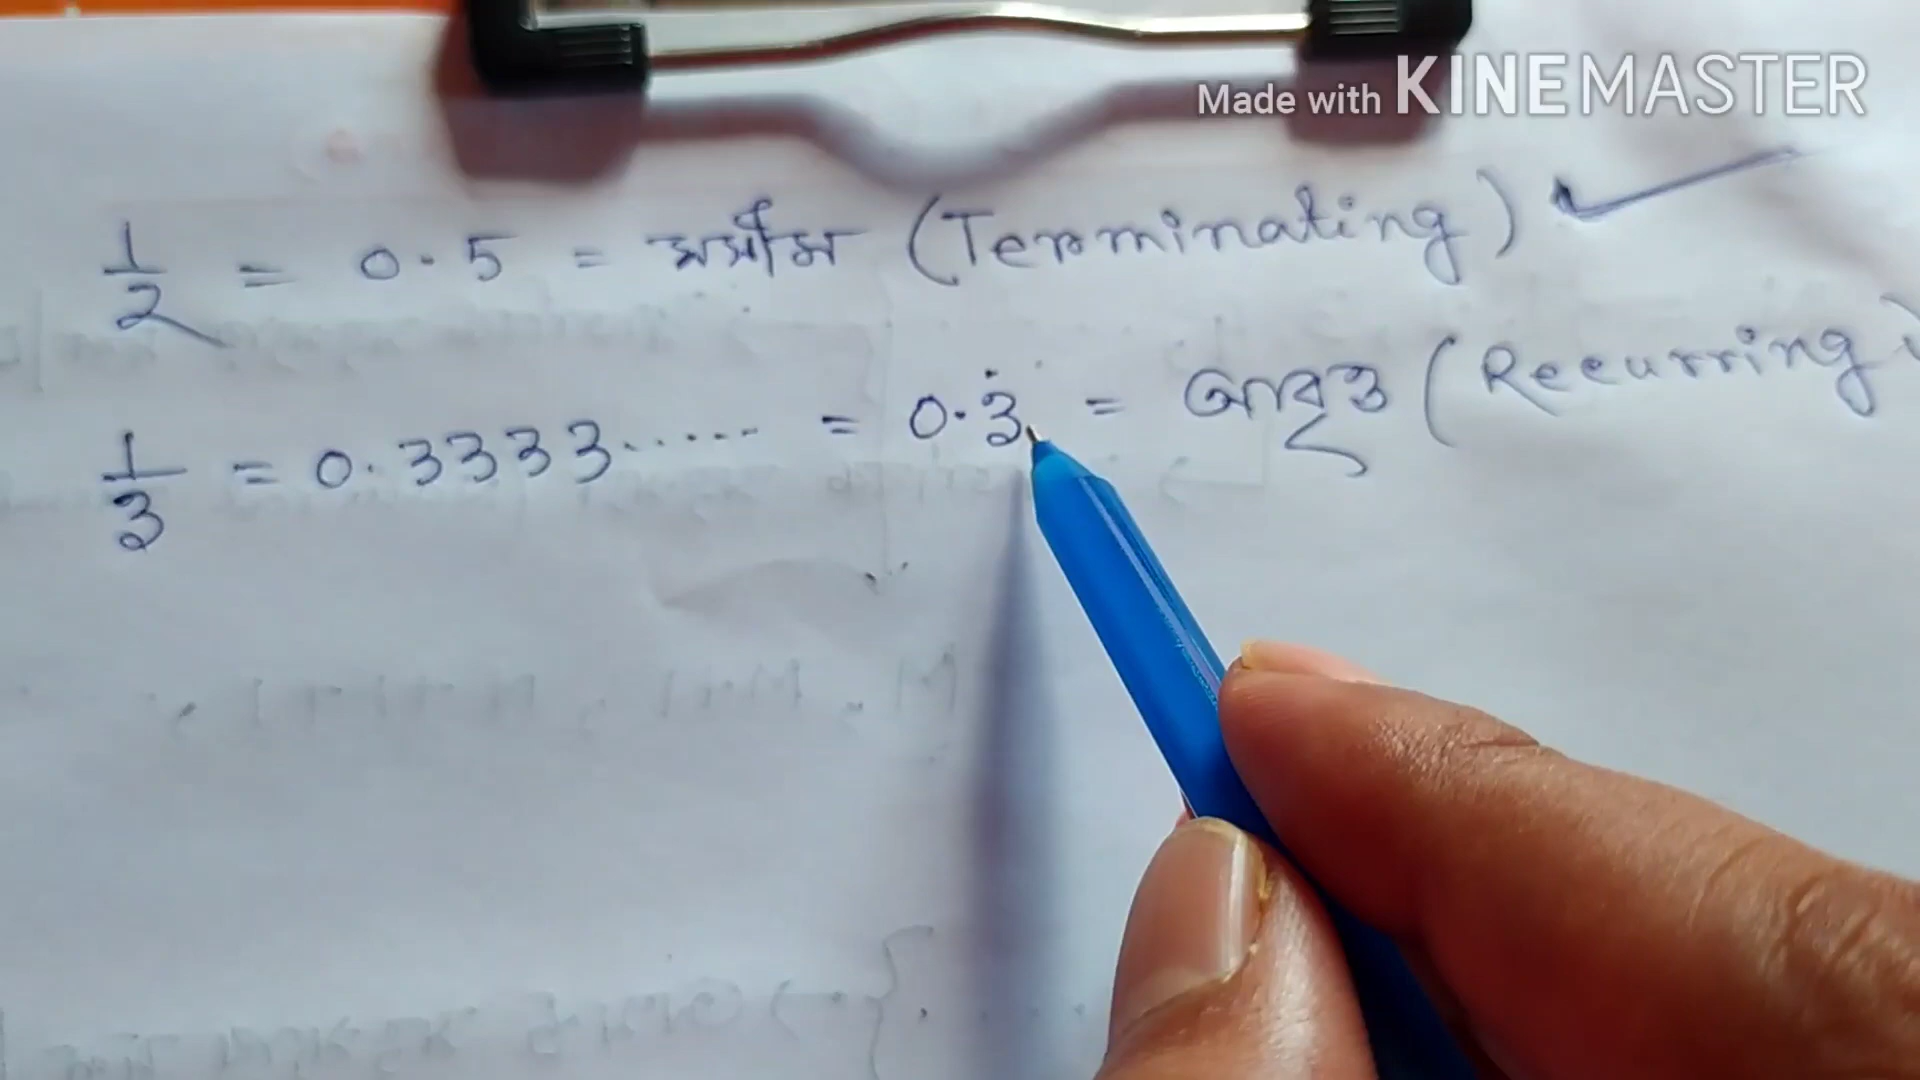 Made with KINEMASTER
1/2 = 0.5 = সসীম (Terminating) ✓
1/3 = 0.3333..... = 0.3̇ = আবৃত্ত (Recurring)